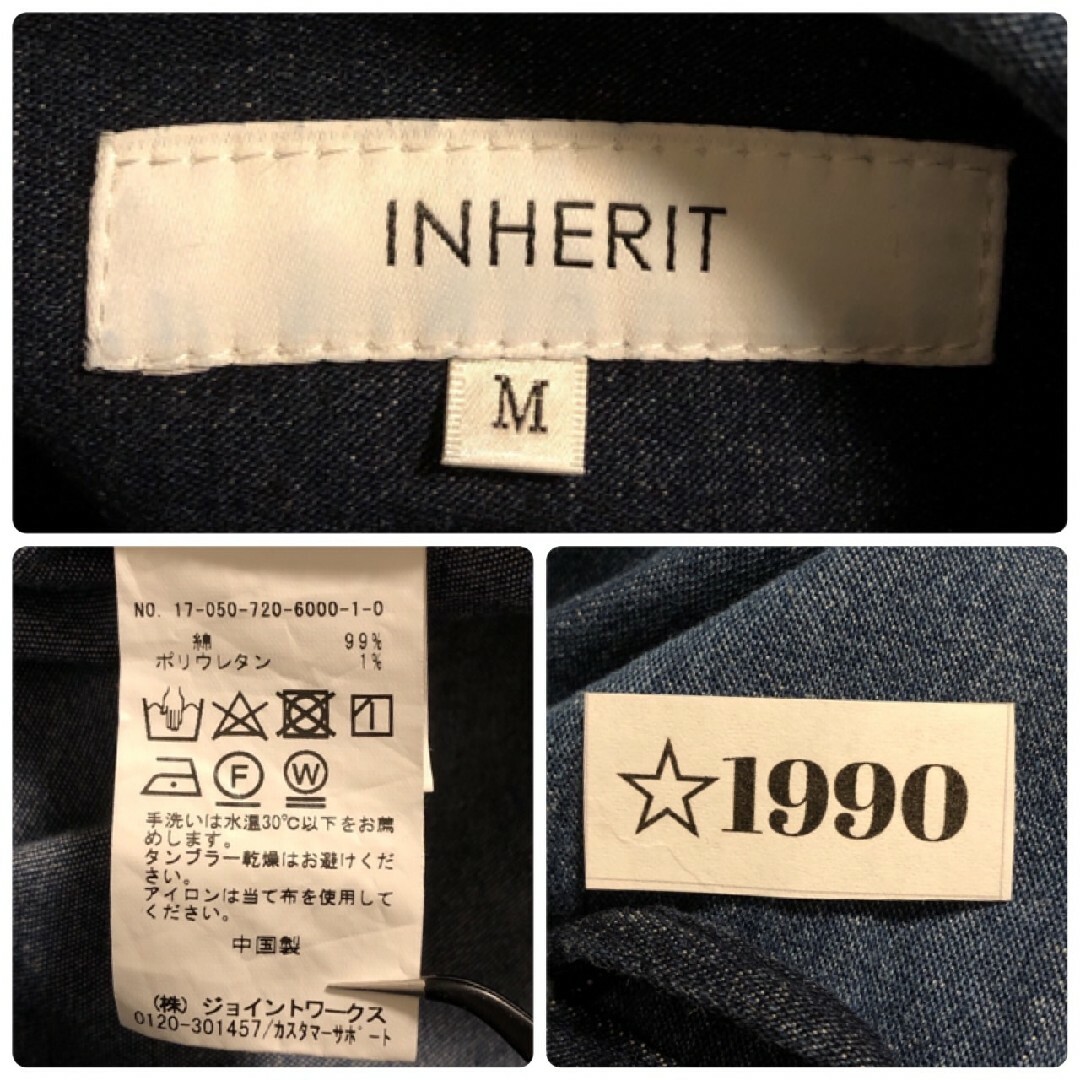 INHERIT
M
NO. 17-050-720-6000-1-0
綿 99%
ポリウレタン 1%
F W
手洗いは水温30℃以下をお薦
めします。
タンブラー乾燥はお避けくだ
さい。
アイロンは当て布を使用して
ください。
中国製
(株) ジョイントワークス
0120-301457/カスタマーサポート
☆1990